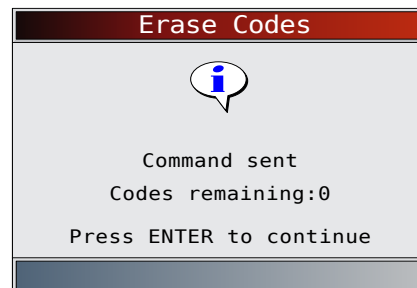 Erase Codes
i
Command sent
Codes remaining:0
Press ENTER to continue